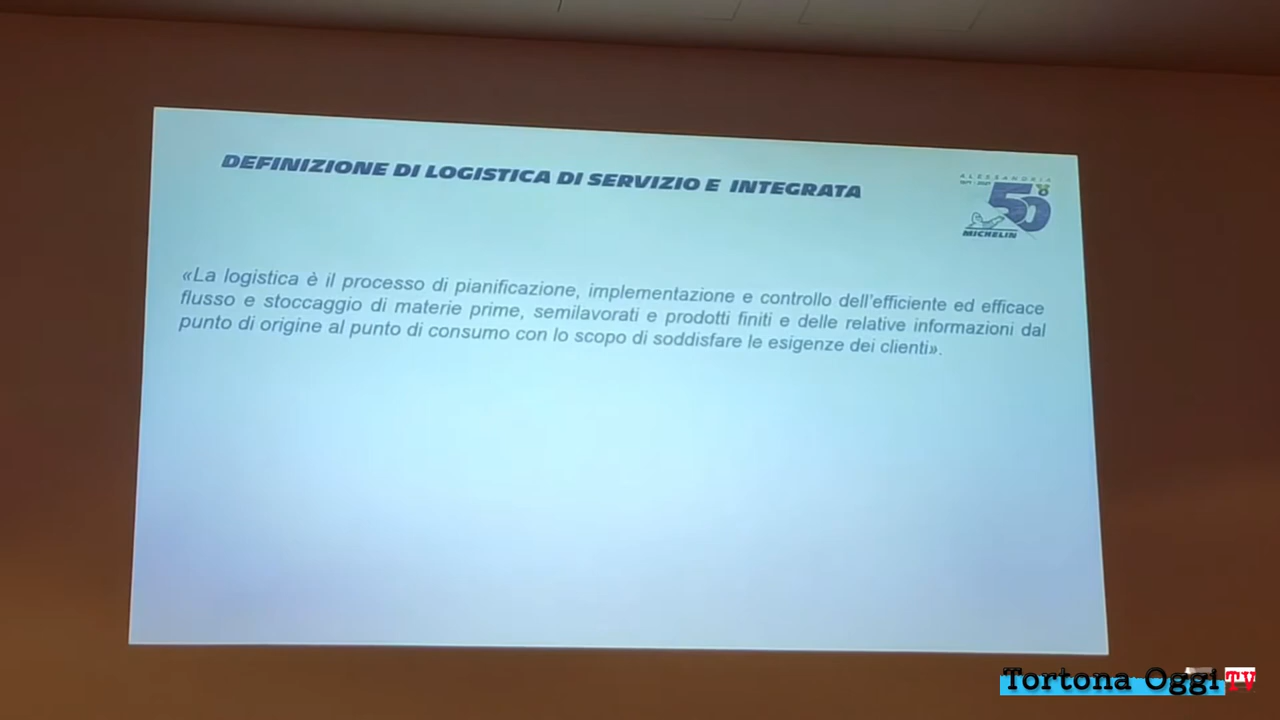 DEFINIZIONE DI LOGISTICA DI SERVIZIO E INTEGRATA
ALESSANDRIA
1971 - 2021
50
MICHELIN
«La logistica è il processo di pianificazione, implementazione e controllo dell'efficiente ed efficace
flusso e stoccaggio di materie prime, semilavorati e prodotti finiti e delle relative informazioni dal
punto di origine al punto di consumo con lo scopo di soddisfare le esigenze dei clienti».
Tortona Oggi TV